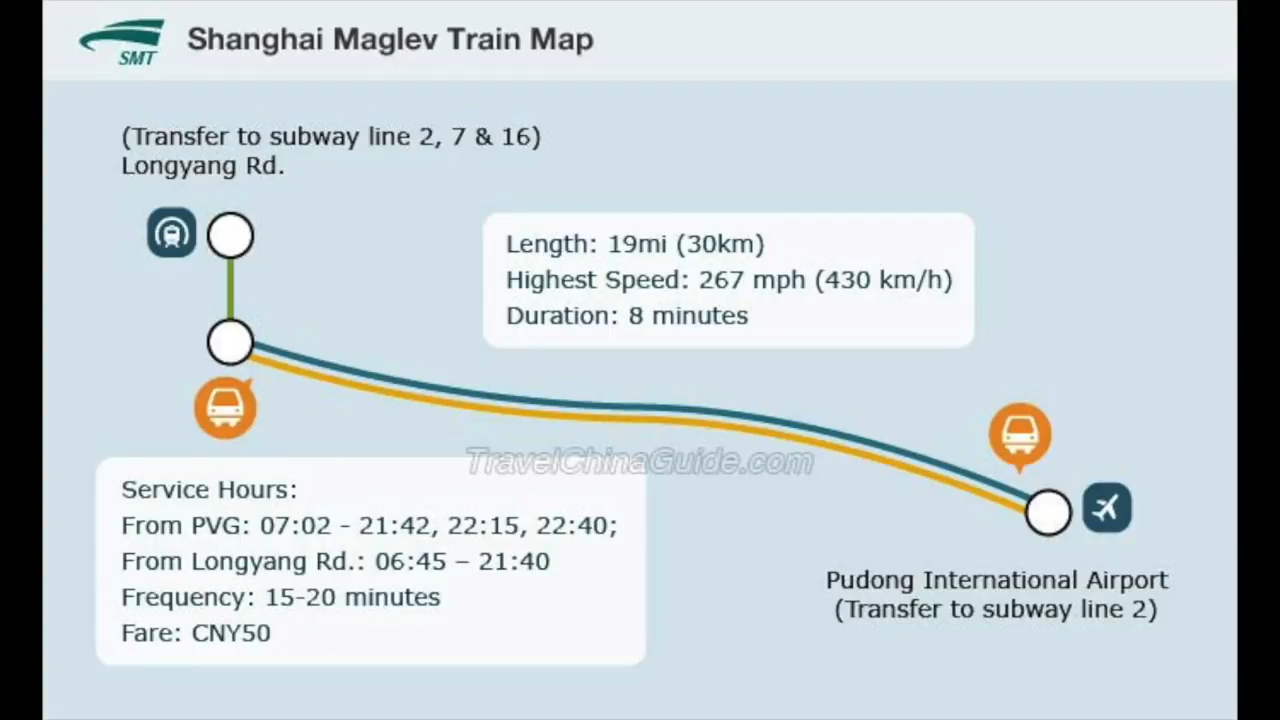 SMT
Shanghai Maglev Train Map
(Transfer to subway line 2, 7 & 16)
Longyang Rd.
Length: 19mi (30km)
Highest Speed: 267 mph (430 km/h)
Duration: 8 minutes
TravelChinaGuide.com
Service Hours:
From PVG: 07:02 - 21:42, 22:15, 22:40;
From Longyang Rd.: 06:45 – 21:40
Frequency: 15-20 minutes
Fare: CNY50
Pudong International Airport
(Transfer to subway line 2)